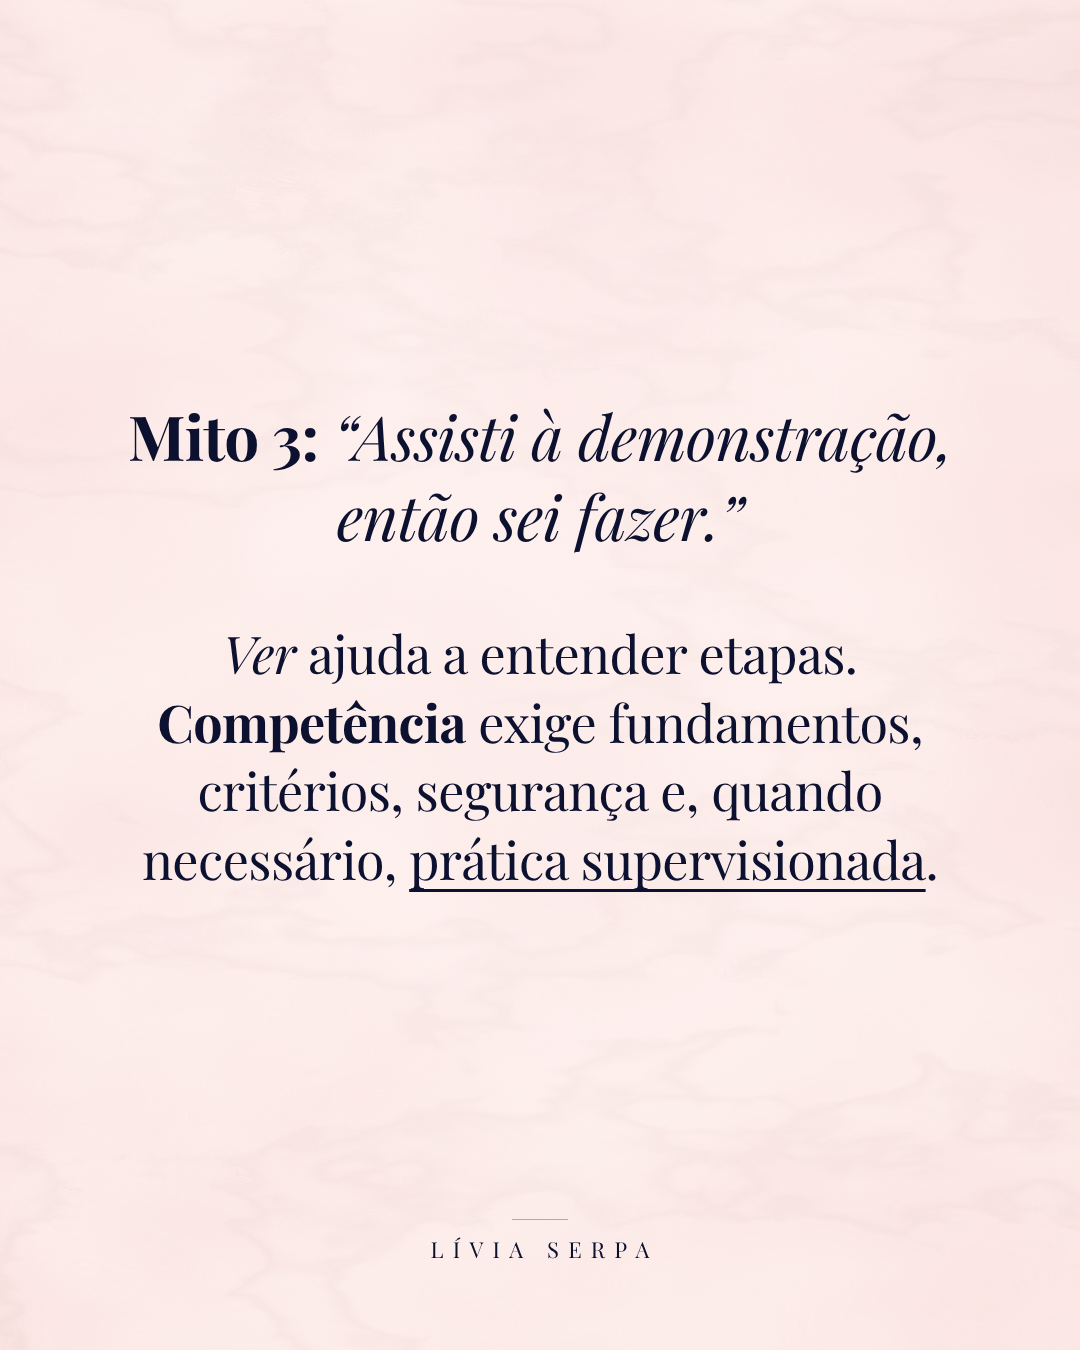 Mito 3: “Assisti à demonstração,
então sei fazer.”
Ver ajuda a entender etapas.
Competência exige fundamentos,
critérios, segurança e, quando
necessário, prática supervisionada.
LÍVIA SERPA